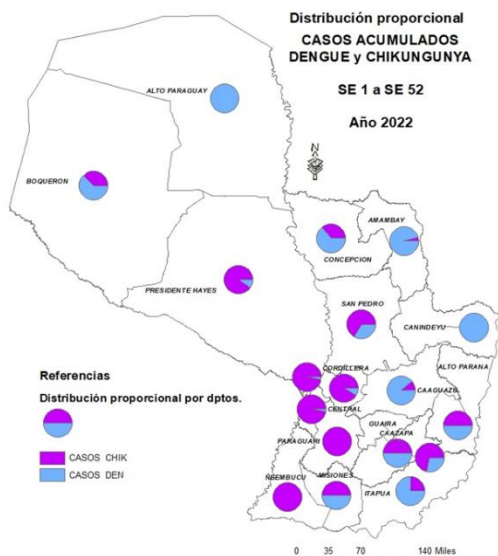 Distribución proporcional
CASOS ACUMULADOS
DENGUE y CHIKUNGUNYA
SE 1 a SE 52
Año 2022
N
ALTO PARAGUAY
BOQUERON
AMAMBAY
CONCEPCION
PRESIDENTE HAYES
SAN PEDRO
CANINDEYU
CORDILLERA
ALTO PARANA
CAAGUAZU
CENTRAL
GUAIRA
CAAZAPA
PARAGUARI
ÑEEMBUCU
MISIONES
ITAPUA
Referencias
Distribución proporcional por dptos.
CASOS CHIK
CASOS DEN
0 35 70 140 Miles